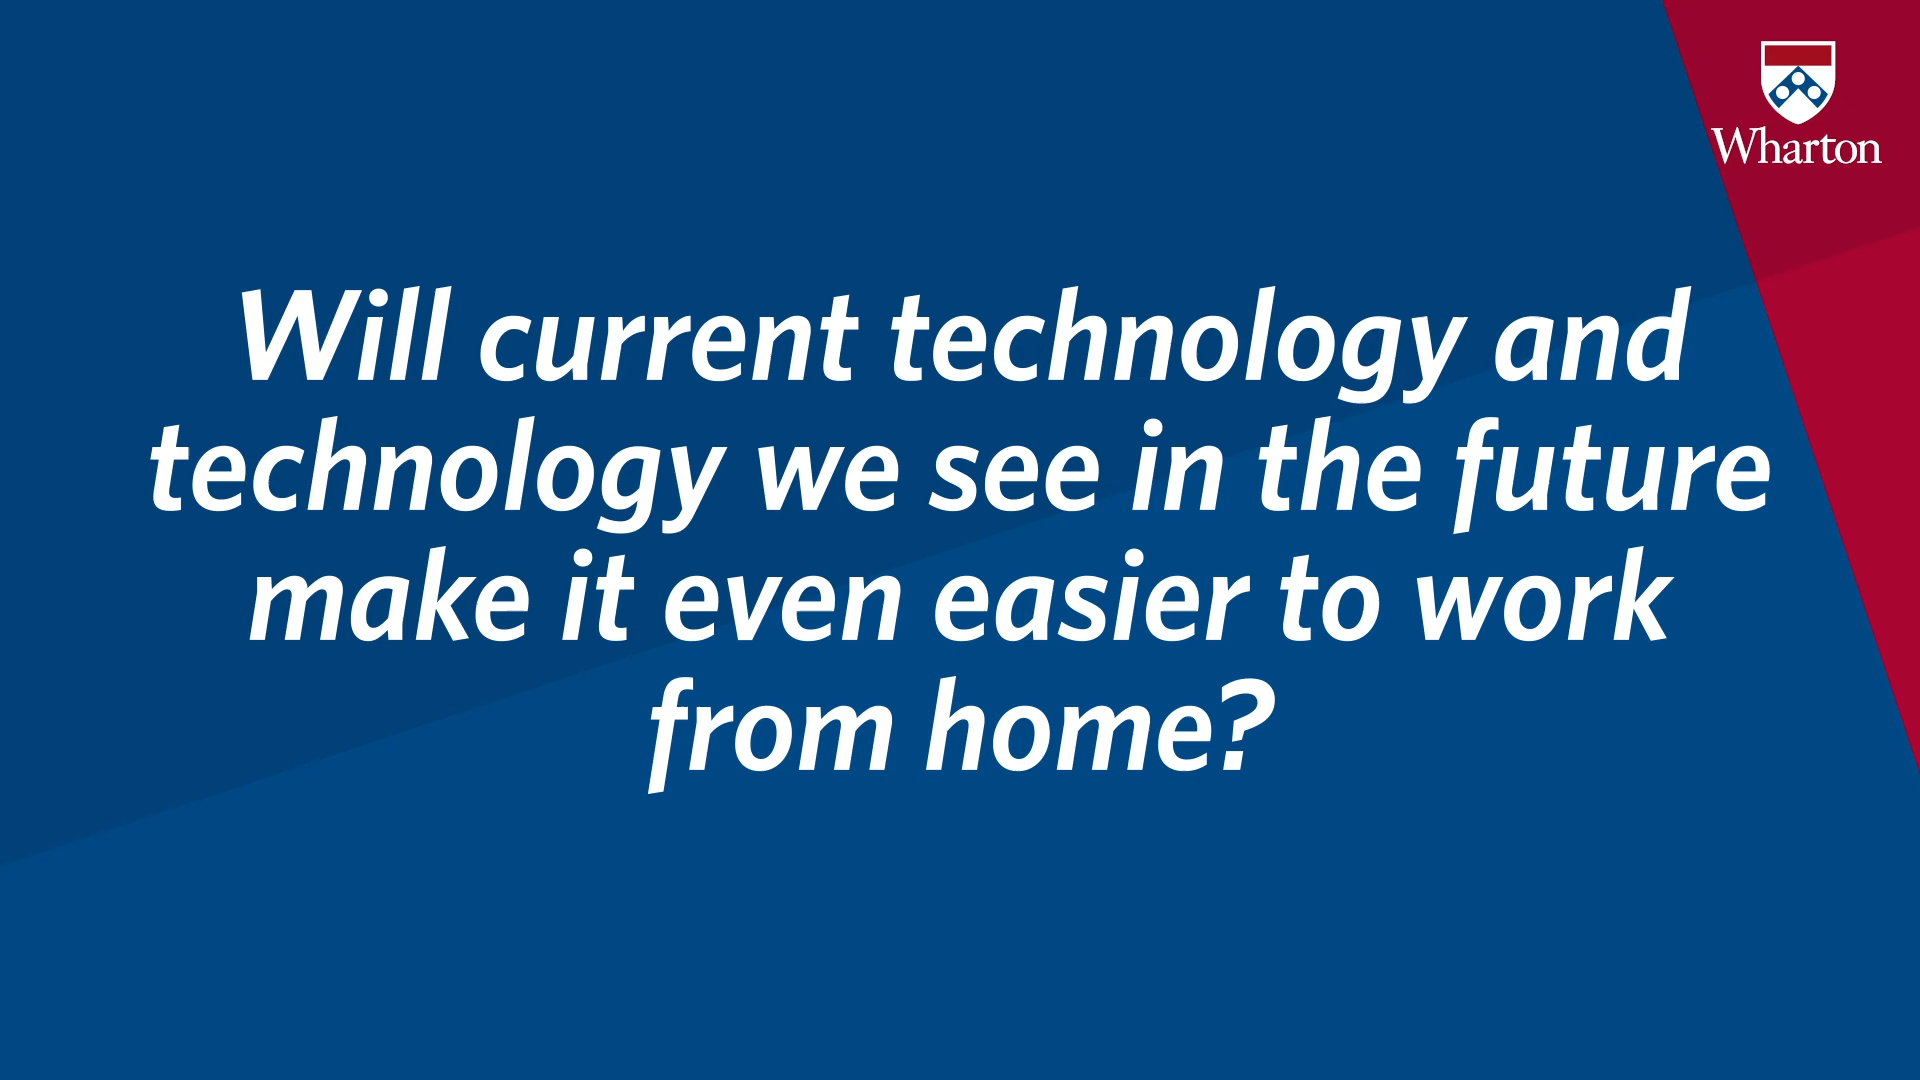 Wharton
Will current technology and
technology we see in the future
make it even easier to work
from home?